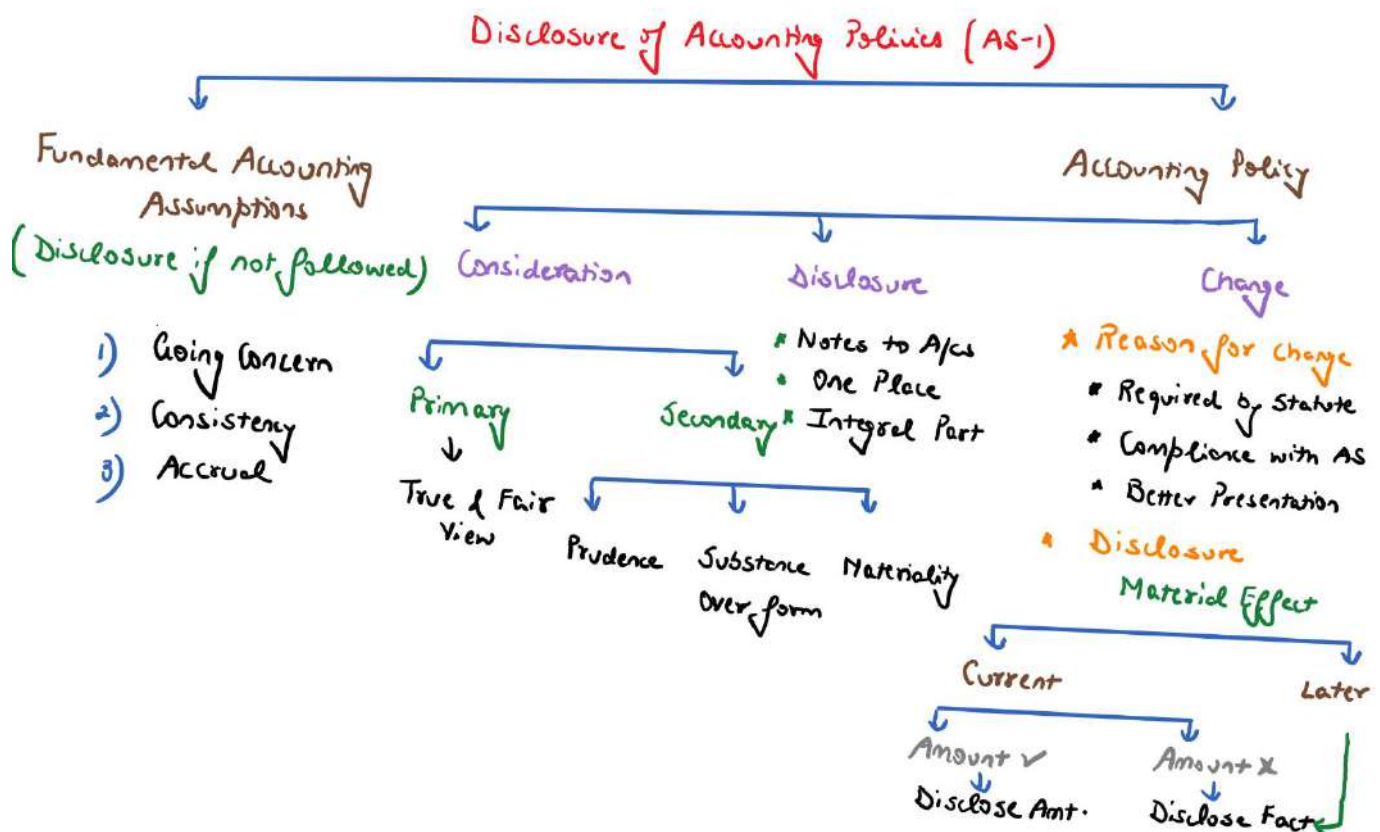 Disclosure of Accounting Policies (AS-1)
Fundamental Accounting
Assumptions
(Disclosure if not followed)
1) Going Concern
2) Consistency
3) Accrual
Accounting Policy
Consideration
Disclosure
Change
Primary
True & Fair
View
Secondary
Prudence
Substance
Over form
Materiality
* Notes to A/cs
* One Place
* Integral Part
* Reason for change
* Required by Statute
* Compliance with AS
* Better Presentation
* Disclosure
Material Effect
Current
Later
Amount ✓
Disclose Amt.
Amount ✗
Disclose Fact